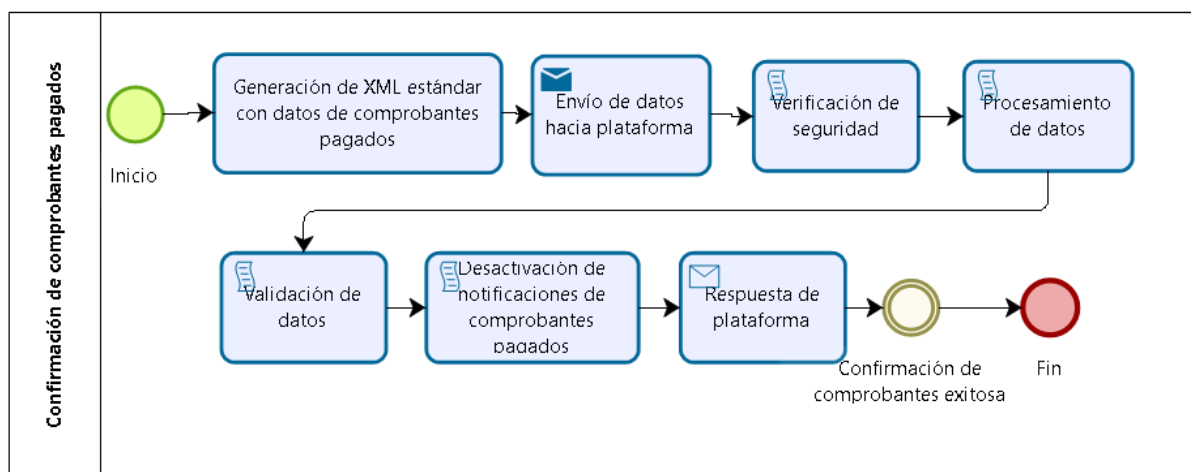 Confirmación de comprobantes pagados
Inicio
Generación de XML estándar
con datos de comprobantes
pagados
Envío de datos
hacia plataforma
Verificación de
seguridad
Procesamiento
de datos
Validación de
datos
Desactivación de
notificaciones de
comprobantes
pagados
Respuesta de
plataforma
Confirmación de
comprobantes exitosa
Fin